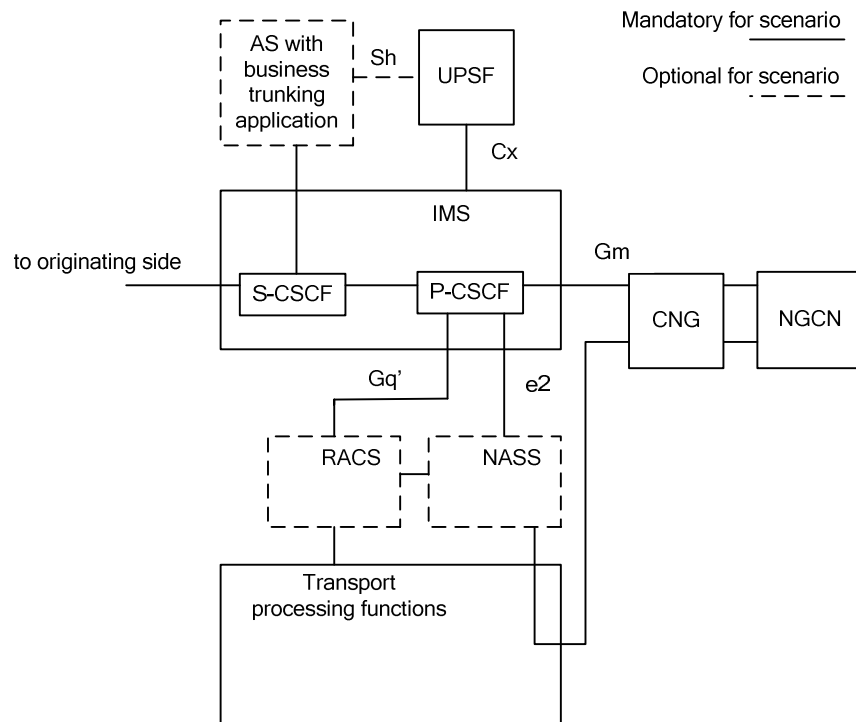 Mandatory for scenario
Optional for scenario
AS with
business
trunking
application
Sh
UPSF
Cx
IMS
to originating side
S-CSCF
P-CSCF
Gm
CNG
NGCN
Gq’
e2
RACS
NASS
Transport
processing functions